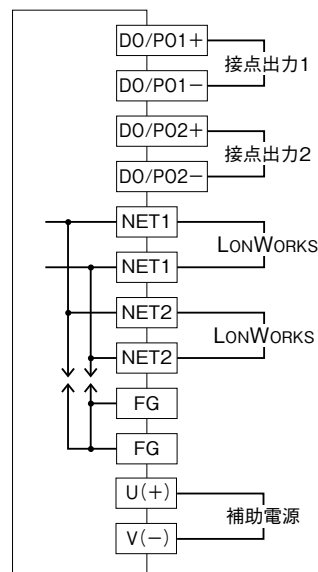 DO/PO1+
接点出力1
DO/PO1−
DO/PO2+
接点出力2
DO/PO2−
NET1
LONWORKS
NET1
NET2
LONWORKS
NET2
FG
FG
U(+)
補助電源
V(−)